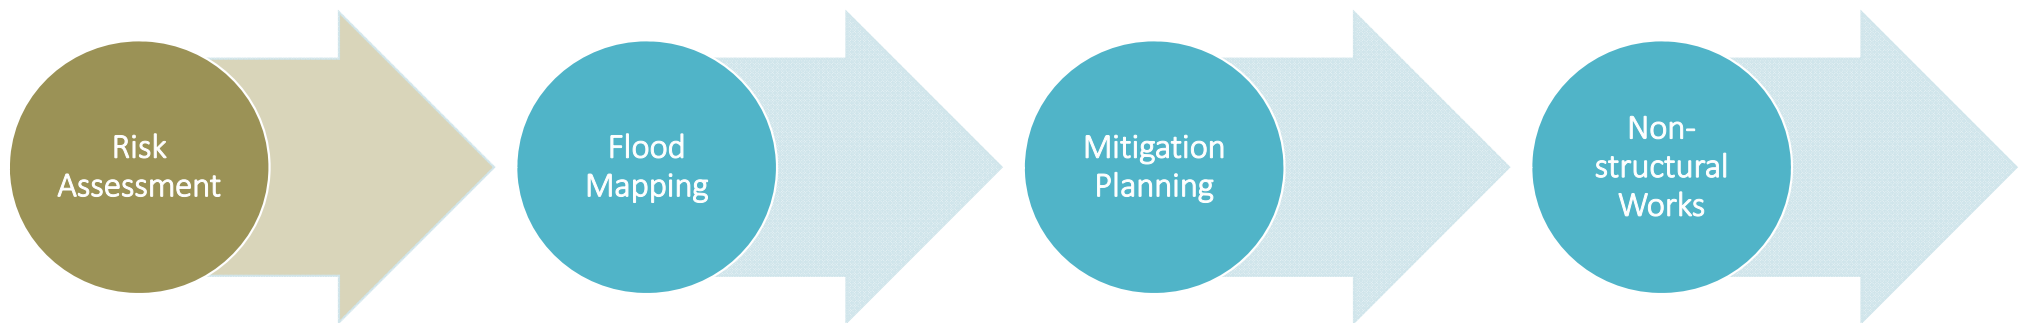 Risk
Assessment
Flood
Mapping
Mitigation
Planning
Non-
structural
Works